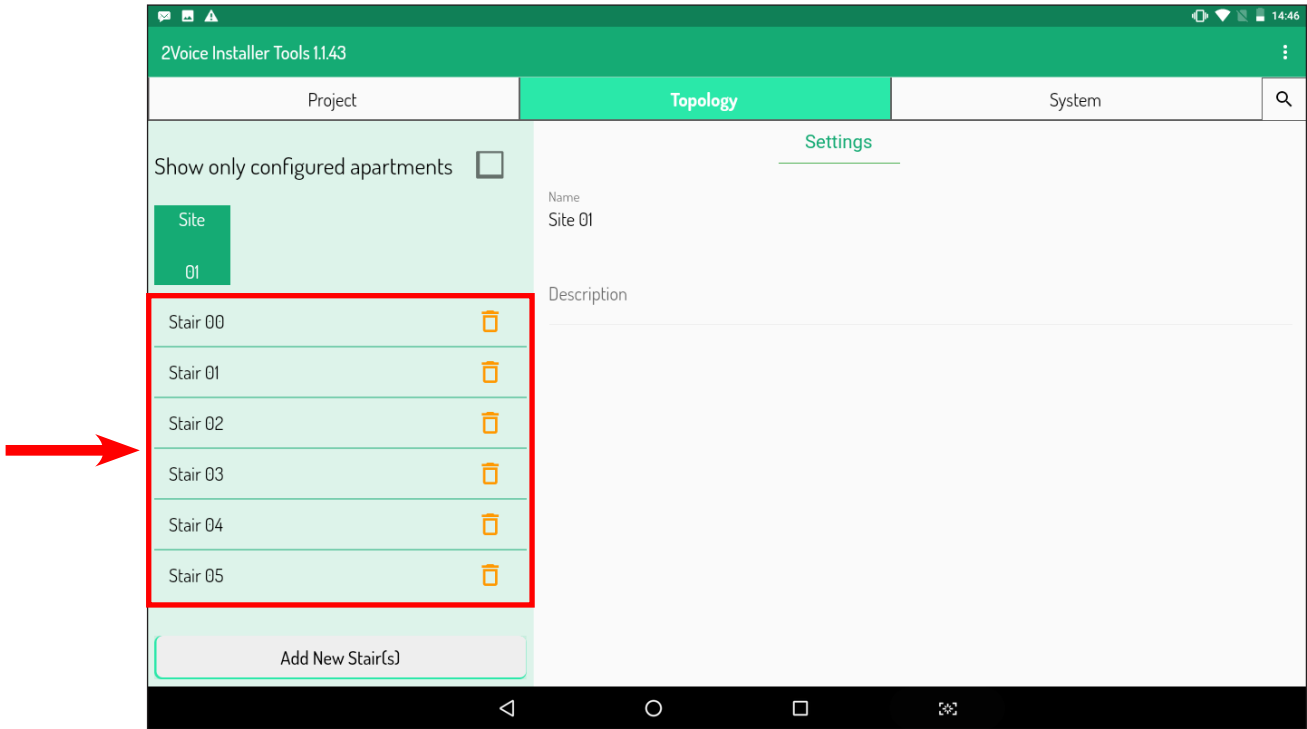 14:46
2Voice Installer Tools 1.1.43
Project
Topology
System
Show only configured apartments
Site
01
Stair 00
Stair 01
Stair 02
Stair 03
Stair 04
Stair 05
Add New Stair(s)
Settings
Name
Site 01
Description